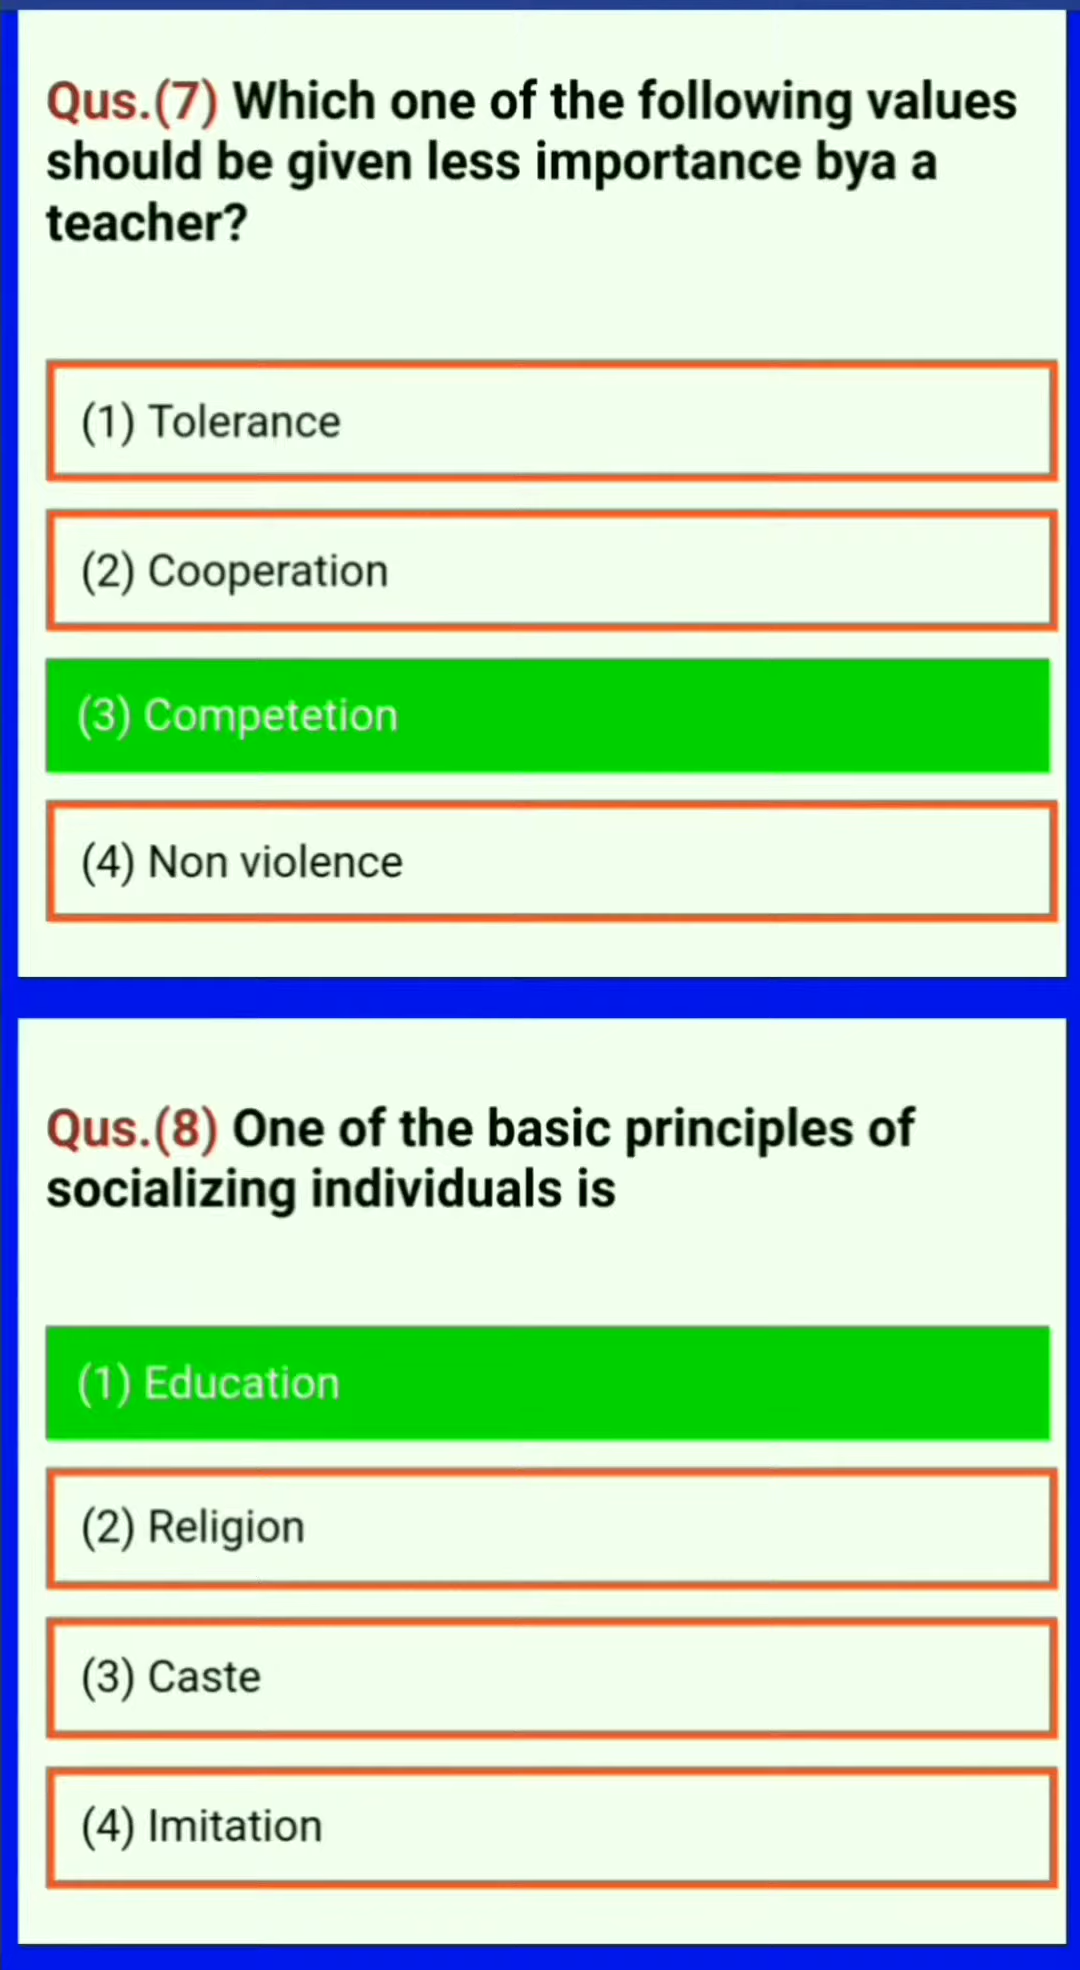 Qus.(7) Which one of the following values
should be given less importance bya a
teacher?
(1) Tolerance
(2) Cooperation
(3) Competetion
(4) Non violence
Qus.(8) One of the basic principles of
socializing individuals is
(1) Education
(2) Religion
(3) Caste
(4) Imitation